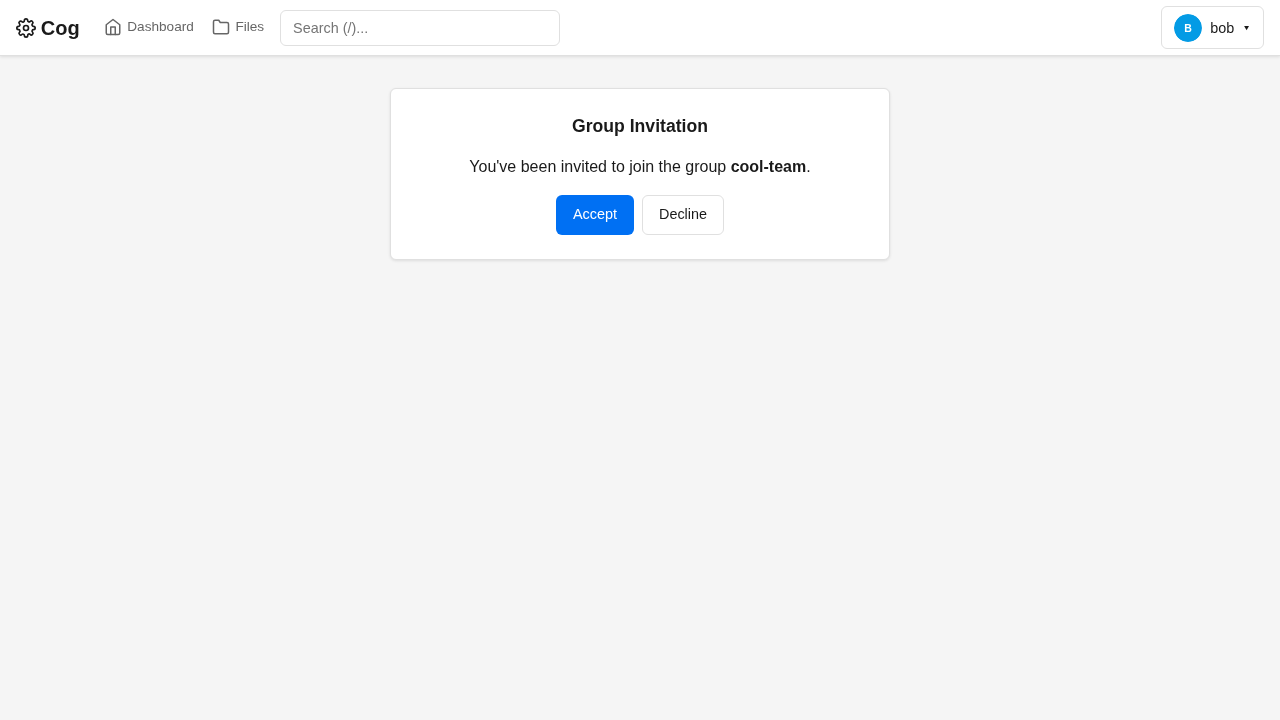 Cog
Dashboard
Files
Search (/)...
B
bob
Group Invitation
You've been invited to join the group cool-team.
Accept
Decline